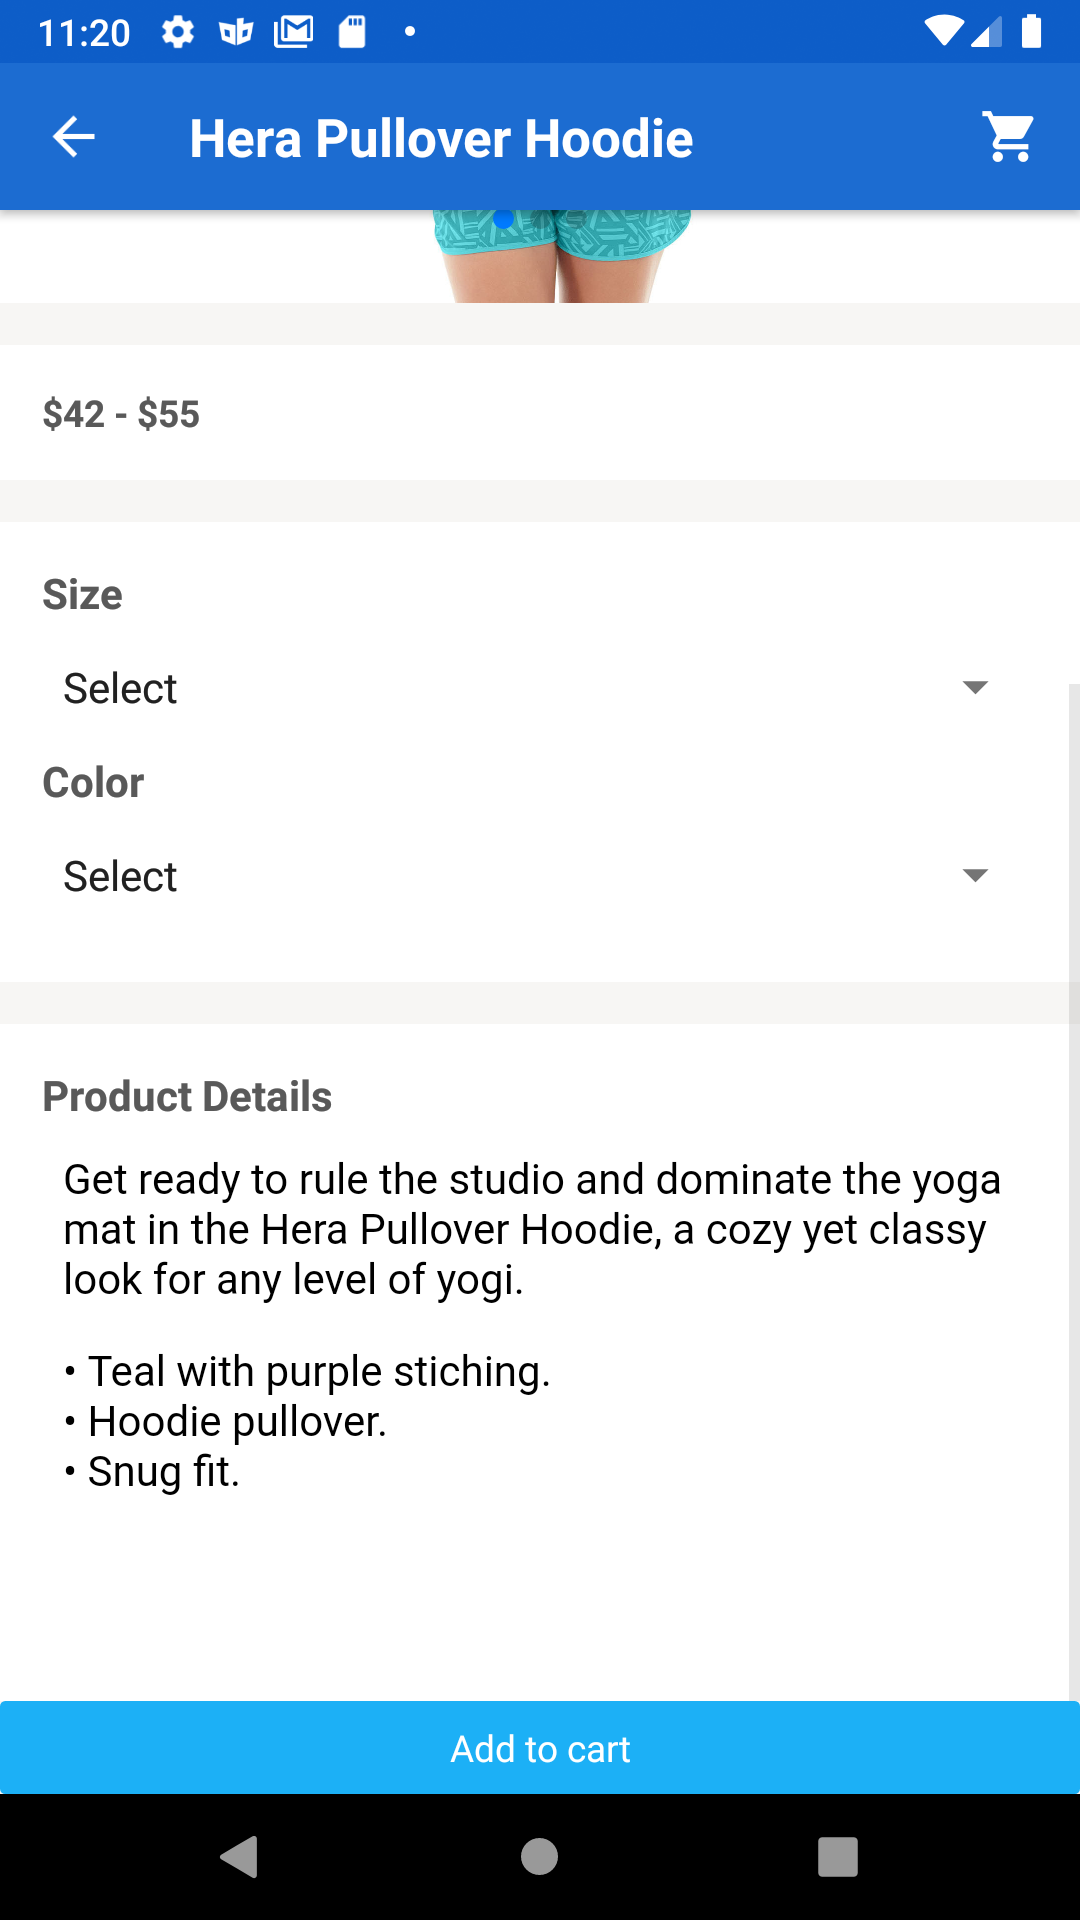 11:20
Hera Pullover Hoodie
$42 - $55
Size
Select
Color
Select
Product Details
Get ready to rule the studio and dominate the yoga
mat in the Hera Pullover Hoodie, a cozy yet classy
look for any level of yogi.
• Teal with purple stiching.
• Hoodie pullover.
• Snug fit.
Add to cart